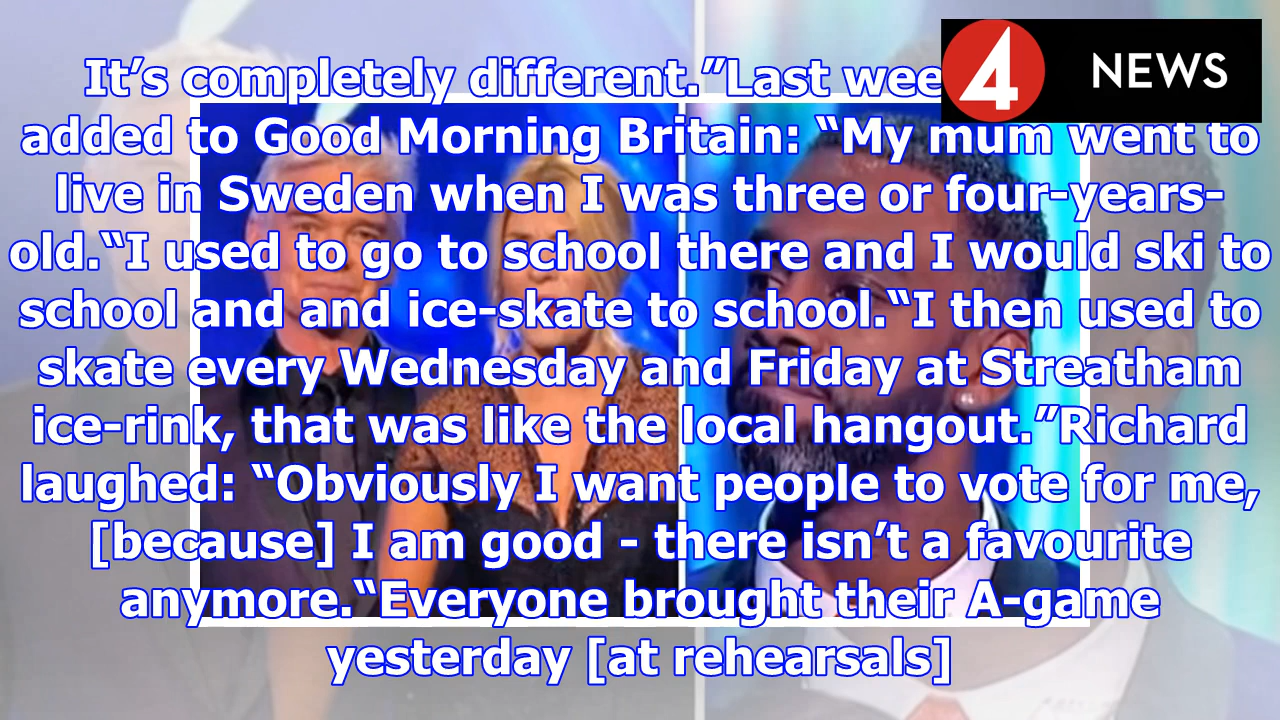 It’s completely different.”Last wee
4 NEWS
added to Good Morning Britain: “My mum went to
live in Sweden when I was three or four-years-
old.“I used to go to school there and I would ski to
school and and ice-skate to school.“I then used to
skate every Wednesday and Friday at Streatham
ice-rink, that was like the local hangout.”Richard
laughed: “Obviously I want people to vote for me,
[because] I am good - there isn’t a favourite
anymore.“Everyone brought their A-game
yesterday [at rehearsals]